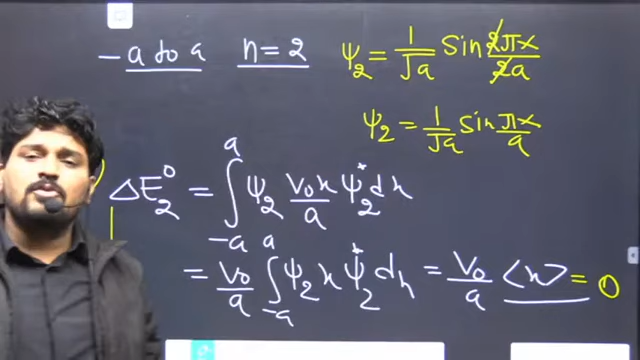 - a to a n = 2 ψ₂ = 1/√a sin 2πx/2a
ψ₂ = 1/√a sin πx/a
ΔE₂⁰ = ∫₋ₐᵃ ψ₂ V₀x/a ψ₂* dx
= V₀/a ∫₋ₐᵃ ψ₂ x ψ₂* dx = V₀/a ⟨x⟩ = 0